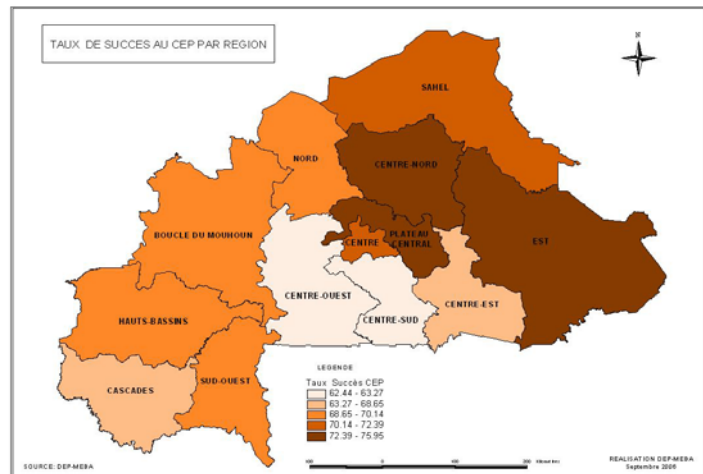 TAUX DE SUCCES AU CEP PAR REGION
N
SAHEL
NORD
CENTRE-NORD
BOUCLE DU MOUHOUN
PLATEAU
CENTRAL
CENTRE
EST
CENTRE-OUEST
CENTRE-EST
HAUTS-BASSINS
CENTRE-SUD
CASCADES
SUD-OUEST
LEGENDE
Taux Succès CEP
62.44 - 63.27
63.27 - 68.65
68.65 - 70.14
70.14 - 72.39
72.39 - 75.95
SOURCE: DEP-MEBA
REALISATION DEP-MEBA